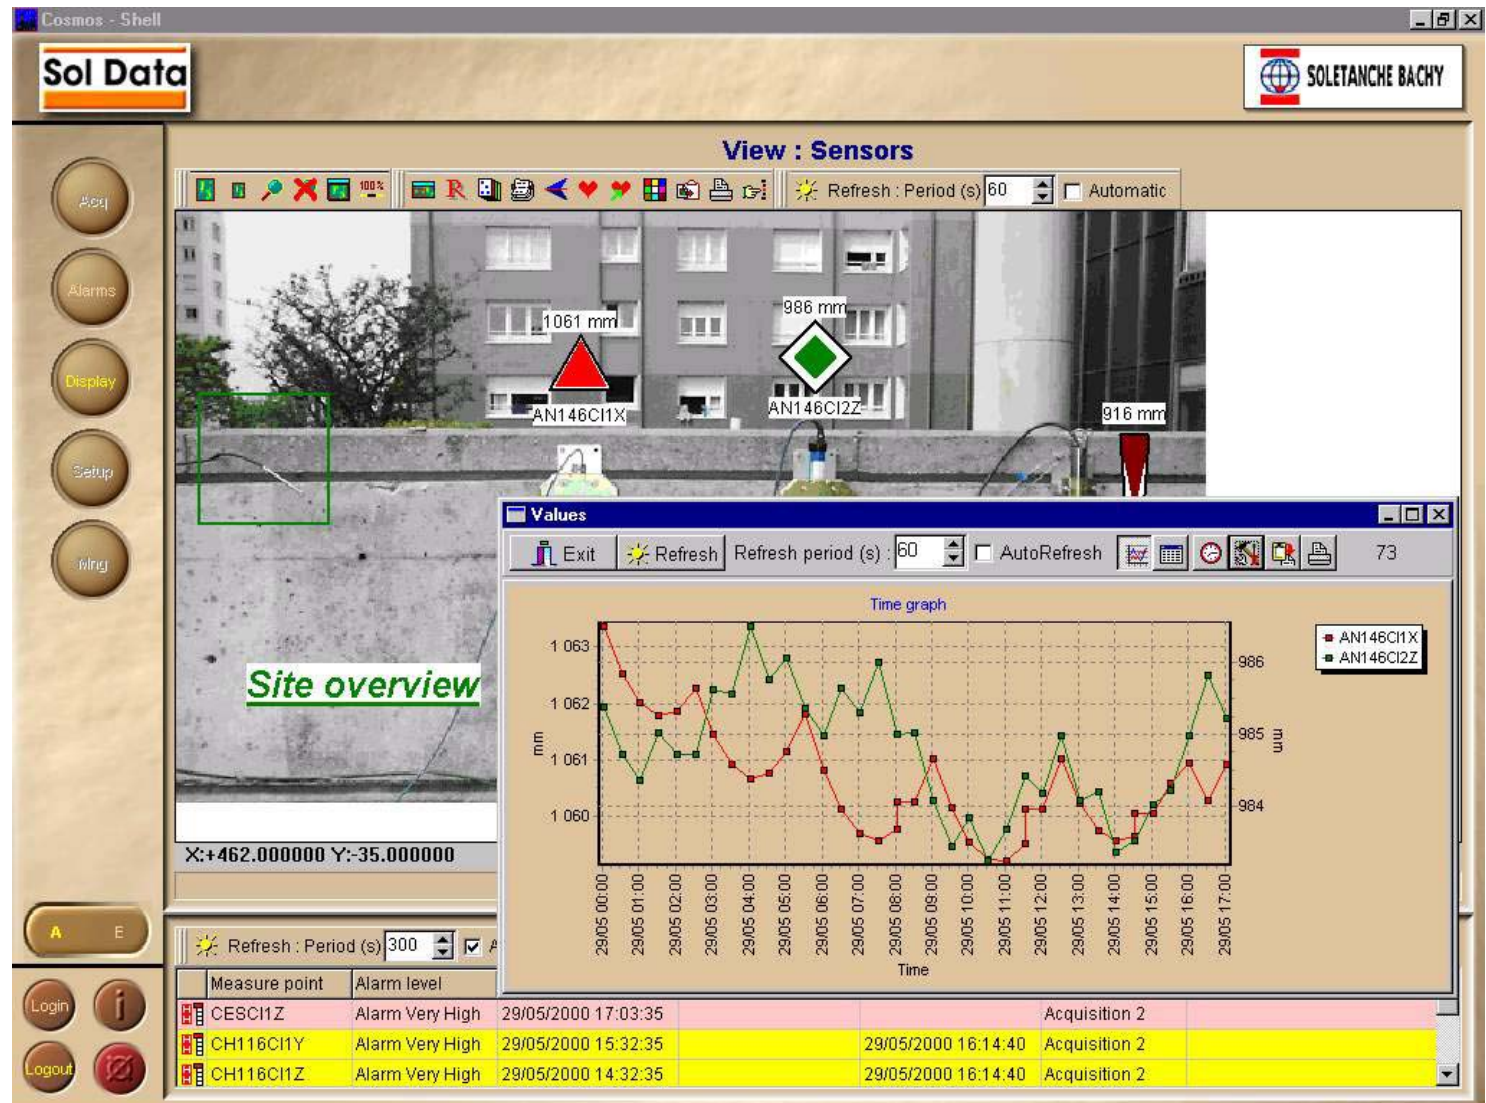 Cosmos - Shell
Sol Data
SOLETANCHE BACHY
View : Sensors
100%
R
Refresh : Period (s) 60 Automatic
Acq
Alarms
Display
Setup
Mng
1061 mm
986 mm
AN146CI1X
AN146CI2Z
916 mm
Site overview
X:+462.000000 Y:-35.000000
Values
Exit Refresh Refresh period (s) : 60 AutoRefresh 73
Time graph
AN146CI1X
AN146CI2Z
1 063
1 062
1 061
1 060
mm
986
985
984
mm
29/05 00:00
29/05 01:00
29/05 02:00
29/05 03:00
29/05 04:00
29/05 05:00
29/05 06:00
29/05 07:00
29/05 08:00
29/05 09:00
29/05 10:00
29/05 11:00
29/05 12:00
29/05 13:00
29/05 14:00
29/05 15:00
29/05 16:00
29/05 17:00
Time
A E
Refresh : Period (s) 300 A
Measure point Alarm level
CESCI1Z Alarm Very High 29/05/2000 17:03:35 Acquisition 2
CH116CI1Y Alarm Very High 29/05/2000 15:32:35 29/05/2000 16:14:40 Acquisition 2
CH116CI1Z Alarm Very High 29/05/2000 14:32:35 29/05/2000 16:14:40 Acquisition 2
Login i
Logout